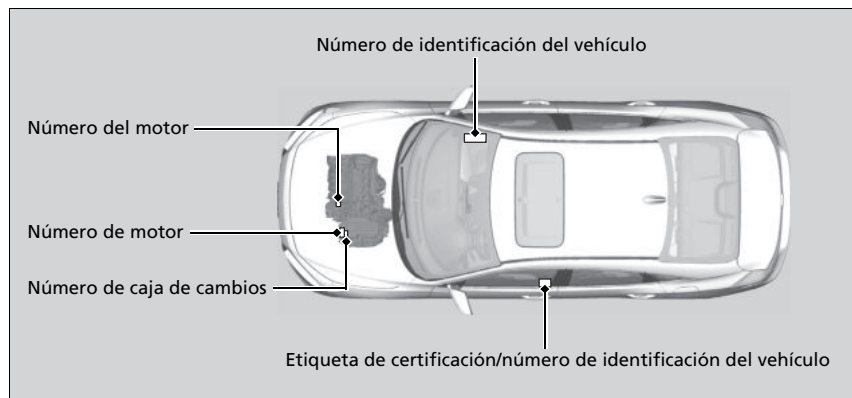 Número de identificación del vehículo
Número del motor
Número de motor
Número de caja de cambios
Etiqueta de certificación/número de identificación del vehículo